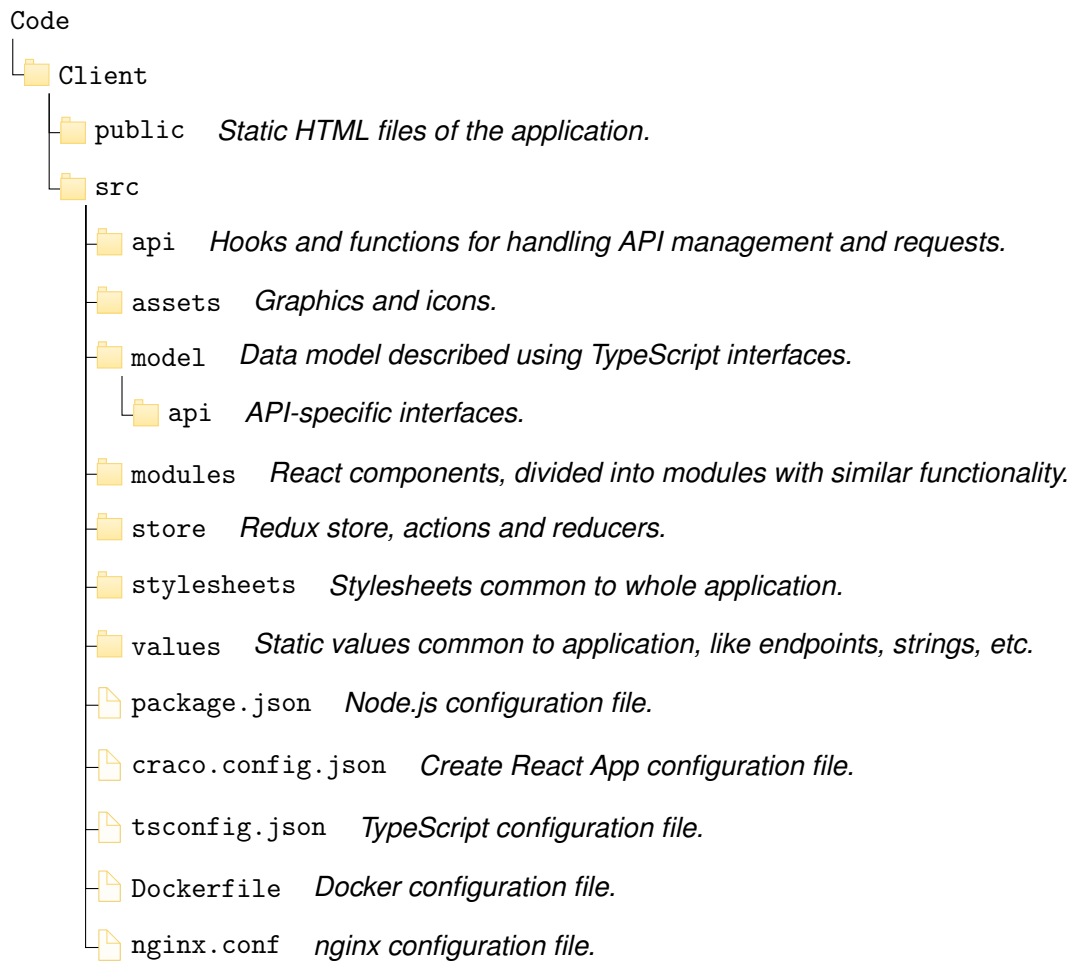 Code
Client
public Static HTML files of the application.
src
api Hooks and functions for handling API management and requests.
assets Graphics and icons.
model Data model described using TypeScript interfaces.
api API-specific interfaces.
modules React components, divided into modules with similar functionality.
store Redux store, actions and reducers.
stylesheets Stylesheets common to whole application.
values Static values common to application, like endpoints, strings, etc.
package.json Node.js configuration file.
craco.config.json Create React App configuration file.
tsconfig.json TypeScript configuration file.
Dockerfile Docker configuration file.
nginx.conf nginx configuration file.